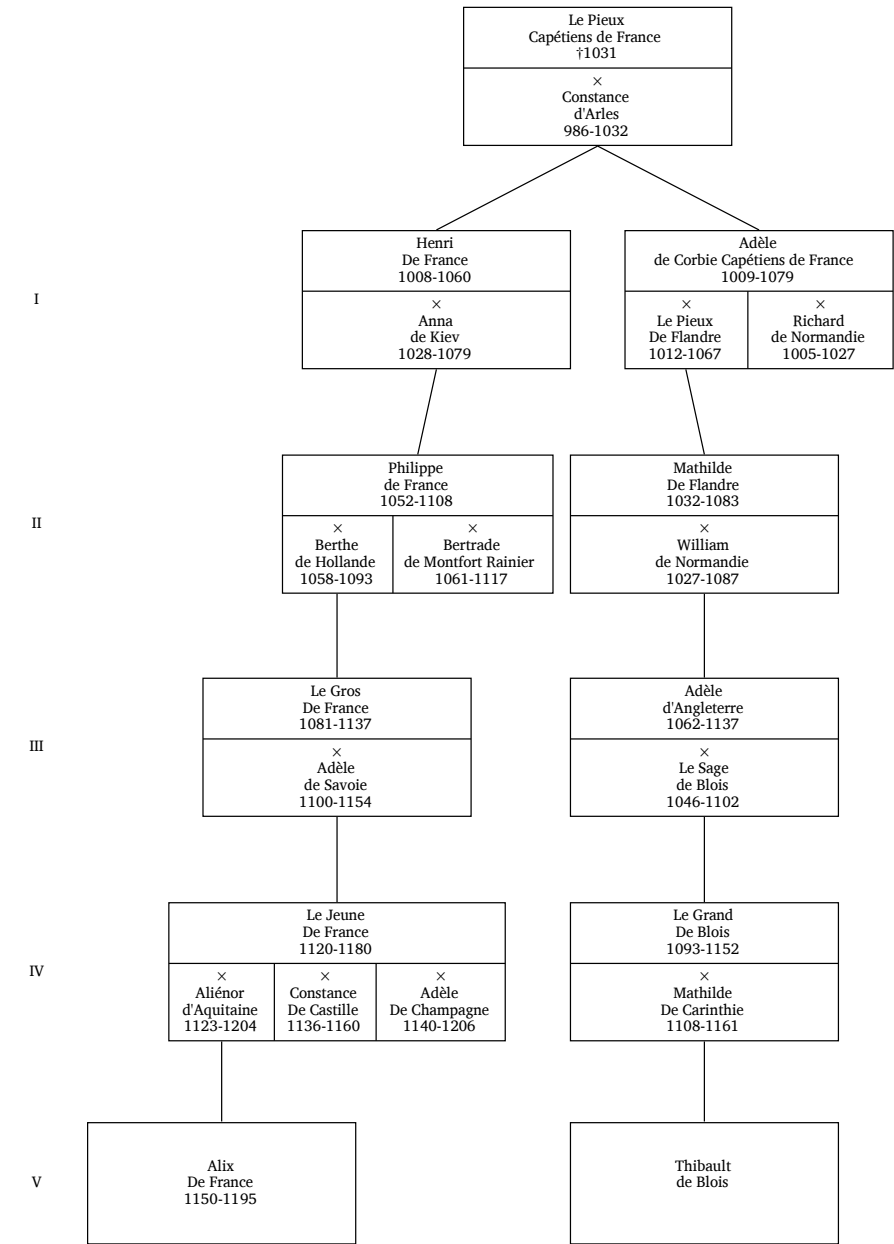 Le Pieux
Capétiens de France
†1031
×
Constance
d'Arles
986-1032
I
Henri
De France
1008-1060
×
Anna
de Kiev
1028-1079
Adèle
de Corbie Capétiens de France
1009-1079
×
Le Pieux
De Flandre
1012-1067
×
Richard
de Normandie
1005-1027
II
Philippe
de France
1052-1108
×
Berthe
de Hollande
1058-1093
×
Bertrade
de Montfort Rainier
1061-1117
Mathilde
De Flandre
1032-1083
×
William
de Normandie
1027-1087
III
Le Gros
De France
1081-1137
×
Adèle
de Savoie
1100-1154
Adèle
d'Angleterre
1062-1137
×
Le Sage
de Blois
1046-1102
IV
Le Jeune
De France
1120-1180
×
Aliénor
d'Aquitaine
1123-1204
×
Constance
De Castille
1136-1160
×
Adèle
De Champagne
1140-1206
Le Grand
De Blois
1093-1152
×
Mathilde
De Carinthie
1108-1161
V
Alix
De France
1150-1195
Thibault
de Blois